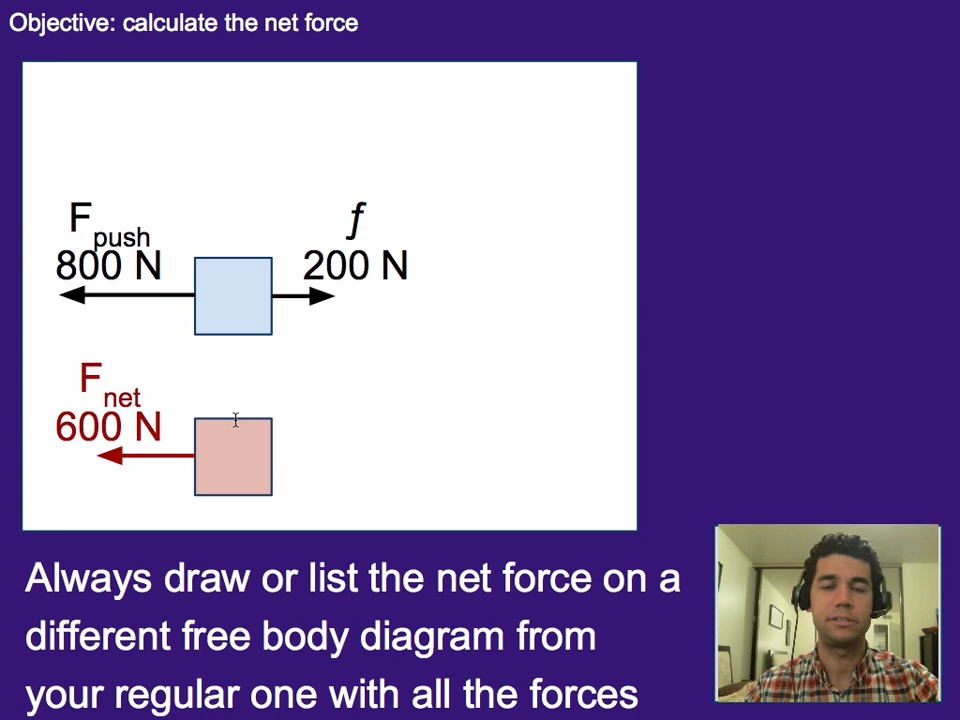 Objective: calculate the net force
F push ƒ
800 N 200 N
F net
600 N
Always draw or list the net force on a
different free body diagram from
your regular one with all the forces